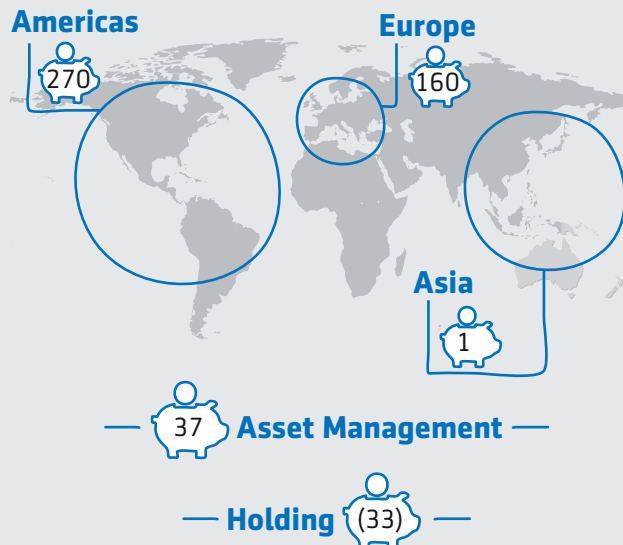 Americas
270
Europe
160
Asia
1
37 Asset Management
Holding (33)